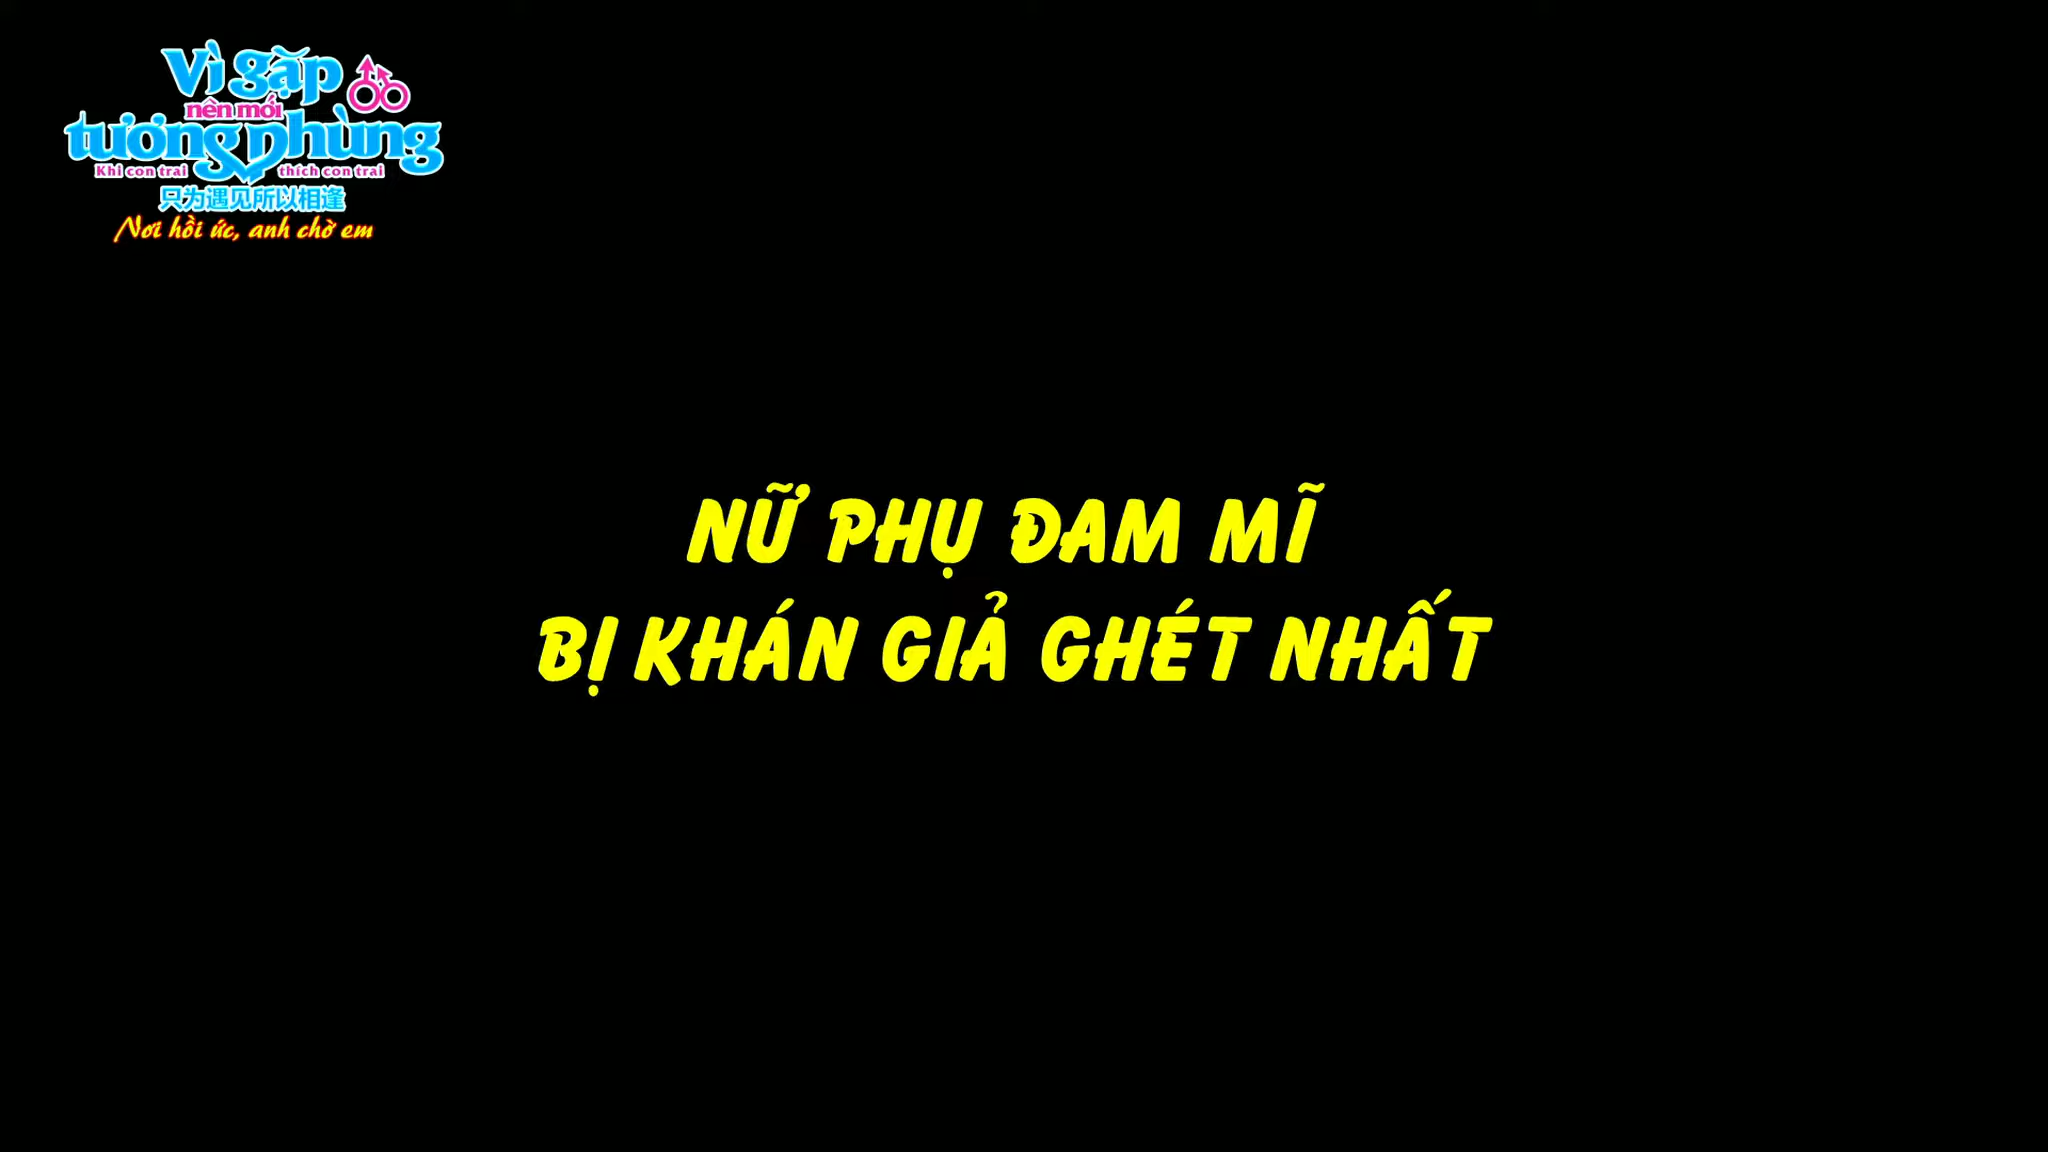 Vì gặp
nên mới
tương phùng
Khi con trai thích con trai
只为遇见所以相逢
Nơi hồi ức, anh chờ em
NỮ PHỤ ĐAM MĨ
BỊ KHÁN GIẢ GHÉT NHẤT